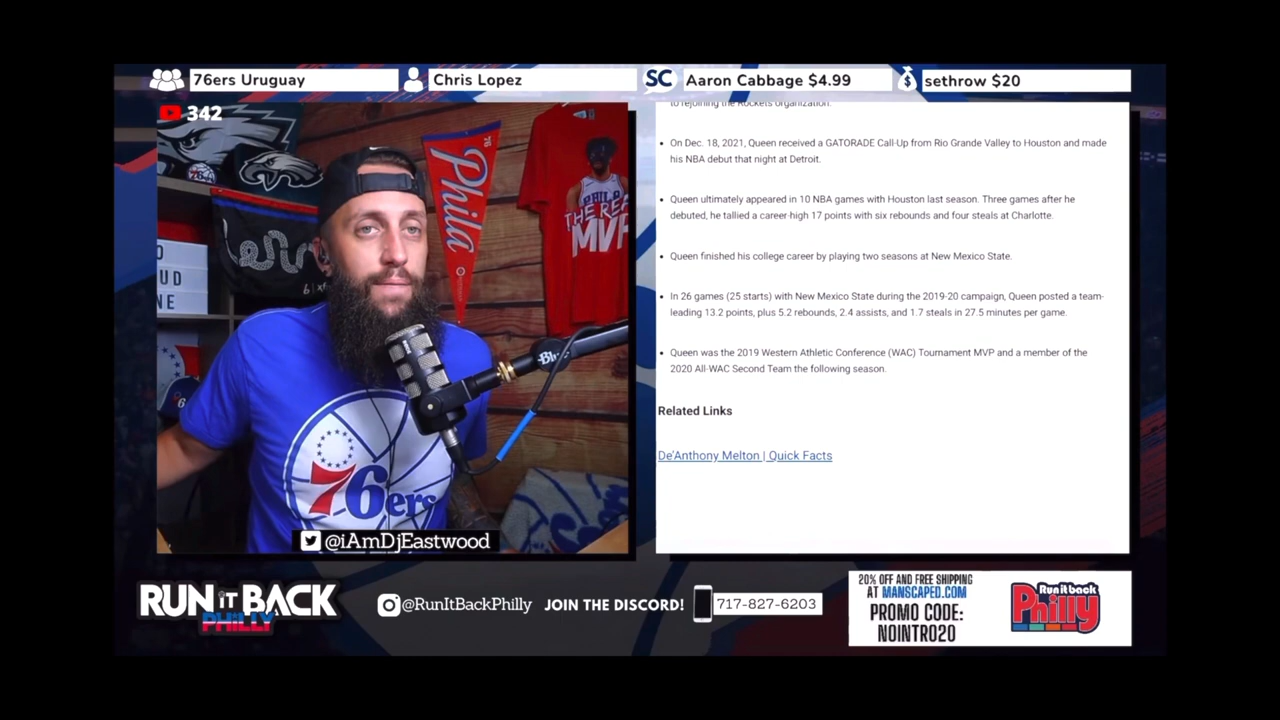 76ers Uruguay
Chris Lopez
SC
Aaron Cabbage $4.99
sethrow $20
342
to rejoining the Rockets organization.
• On Dec. 18, 2021, Queen received a GATORADE Call-Up from Rio Grande Valley to Houston and made
his NBA debut that night at Detroit.
• Queen ultimately appeared in 10 NBA games with Houston last season. Three games after he
debuted, he tallied a career-high 17 points with six rebounds and four steals at Charlotte.
• Queen finished his college career by playing two seasons at New Mexico State.
• In 26 games (25 starts) with New Mexico State during the 2019-20 campaign, Queen posted a team-
leading 13.2 points, plus 5.2 rebounds, 2.4 assists, and 1.7 steals in 27.5 minutes per game.
• Queen was the 2019 Western Athletic Conference (WAC) Tournament MVP and a member of the
2020 All-WAC Second Team the following season.
Related Links
De'Anthony Melton | Quick Facts
76
Phila
PHILA
THE REAL
MVP
UD
NE
Blue
76ers
@iAmDjEastwood
RUN IT BACK
PHILLY
@RunItBackPhilly
JOIN THE DISCORD!
717-827-6203
20% OFF AND FREE SHIPPING
AT MANSCAPED.COM
PROMO CODE:
NOINTRO20
Run it back
Philly